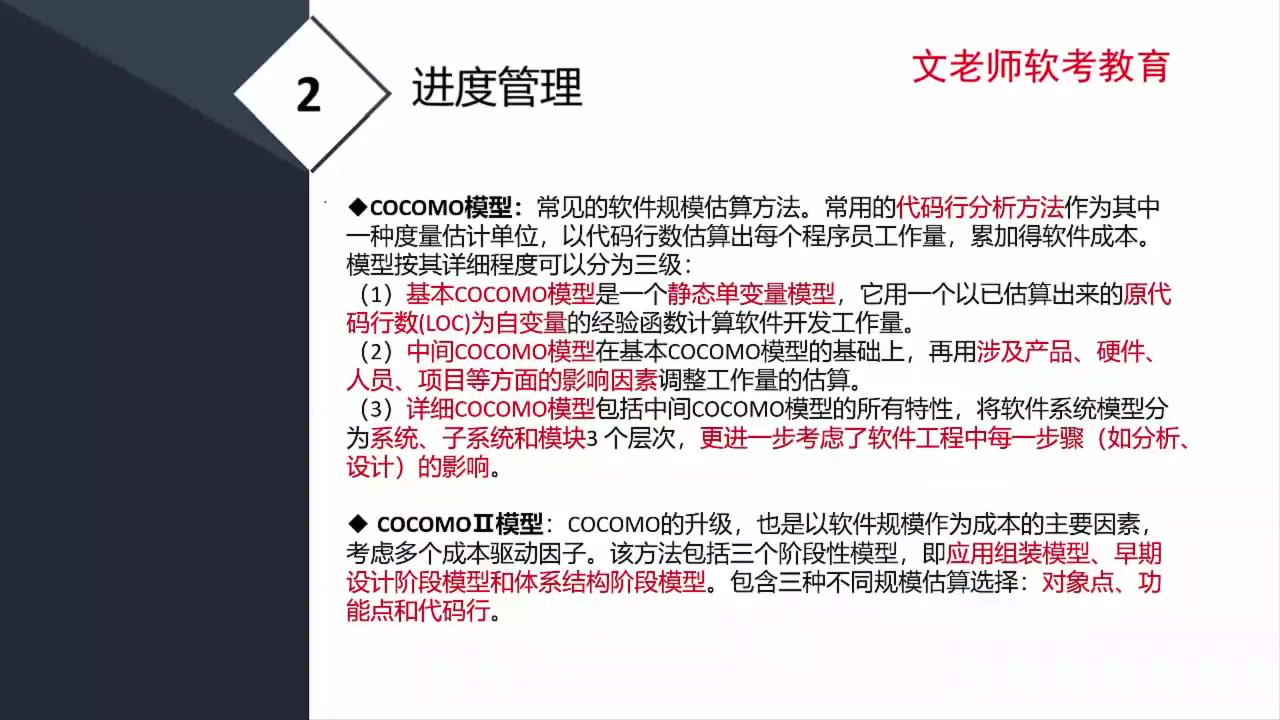 2
进度管理
文老师软考教育
◆COCOMO模型：常见的软件规模估算方法。常用的代码行分析方法作为其中
一种度量估计单位，以代码行数估算出每个程序员工作量，累加得软件成本。
模型按其详细程度可以分为三级：
（1）基本COCOMO模型是一个静态单变量模型，它用一个以已估算出来的原代
码行数(LOC)为自变量的经验函数计算软件开发工作量。
（2）中间COCOMO模型在基本COCOMO模型的基础上，再用涉及产品、硬件、
人员、项目等方面的影响因素调整工作量的估算。
（3）详细COCOMO模型包括中间COCOMO模型的所有特性，将软件系统模型分
为系统、子系统和模块3 个层次，更进一步考虑了软件工程中每一步骤（如分析、
设计）的影响。
◆ COCOMOⅡ模型：COCOMO的升级，也是以软件规模作为成本的主要因素，
考虑多个成本驱动因子。该方法包括三个阶段性模型，即应用组装模型、早期
设计阶段模型和体系结构阶段模型。包含三种不同规模估算选择：对象点、功
能点和代码行。